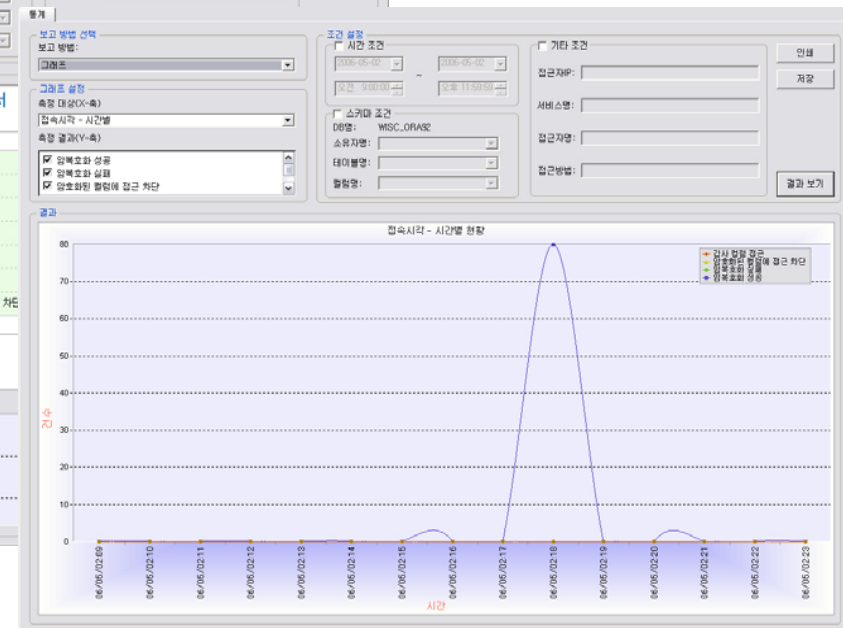 통계
보고 방법 선택
보고 방법:
그래프
그래프 설정
측정 대상(X-축)
접속시각 - 시간별
측정 결과(Y-축)
암복호화 성공
암복호화 실패
암호화된 컬럼에 접근 차단
조건 설정
시간 조건
2006-05-02
2006-05-02
~
오전 9:00:00
오후 11:59:59
스키마 조건
DB명: WISC_ORA92
소유자명:
테이블명:
컬럼명:
기타 조건
접근자IP:
서비스명:
접근자명:
접근방법:
인쇄
저장
결과 보기
결과
접속시각 - 시간별 현황
감사 컬럼 접근
암호화된 컬럼에 접근 차단
암복호화 실패
암복호화 성공
80
70
60
50
40
30
20
10
0
건수
06/05/02:09
06/05/02:10
06/05/02:11
06/05/02:12
06/05/02:13
06/05/02:14
06/05/02:15
06/05/02:16
06/05/02:17
06/05/02:18
06/05/02:19
06/05/02:20
06/05/02:21
06/05/02:22
06/05/02:23
시간
차단